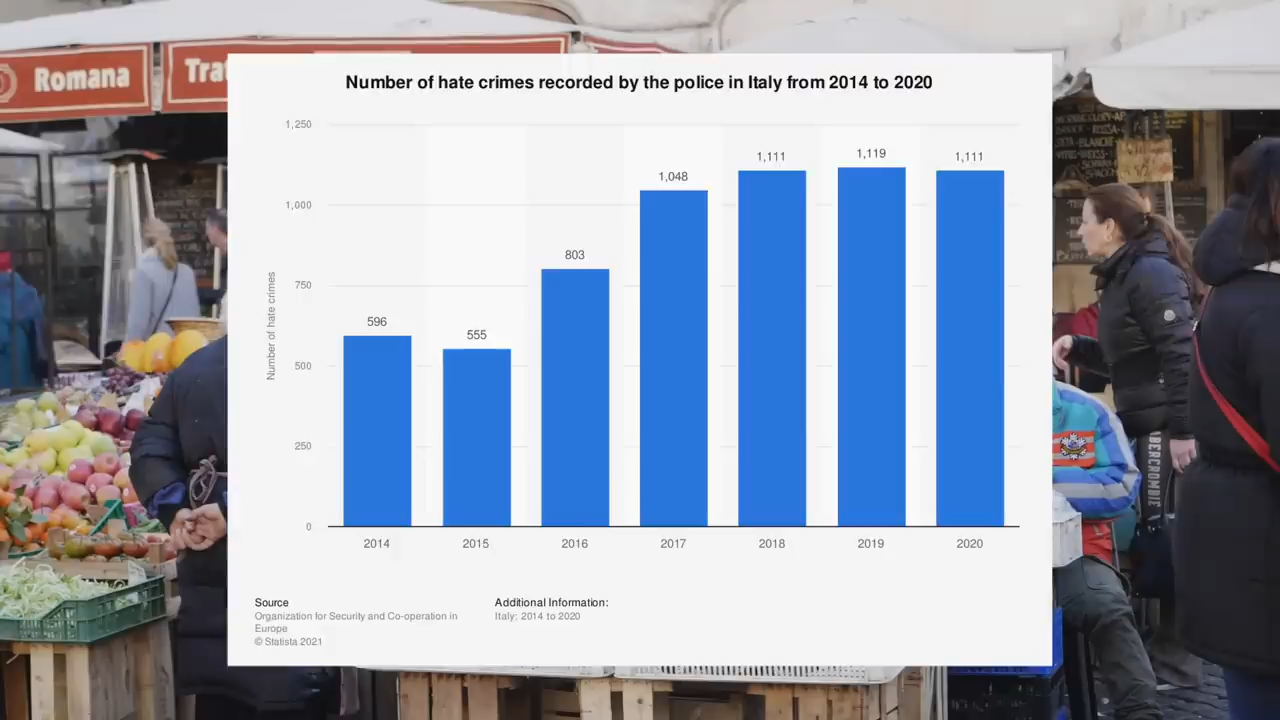 Romana
Number of hate crimes recorded by the police in Italy from 2014 to 2020
1,250
1,000
750
500
250
0
Number of hate crimes
596
555
803
1,048
1,111
1,119
1,111
2014
2015
2016
2017
2018
2019
2020
Source
Organization for Security and Co-operation in
Europe
© Statista 2021
Additional Information:
Italy; 2014 to 2020
ABERCROMBIE